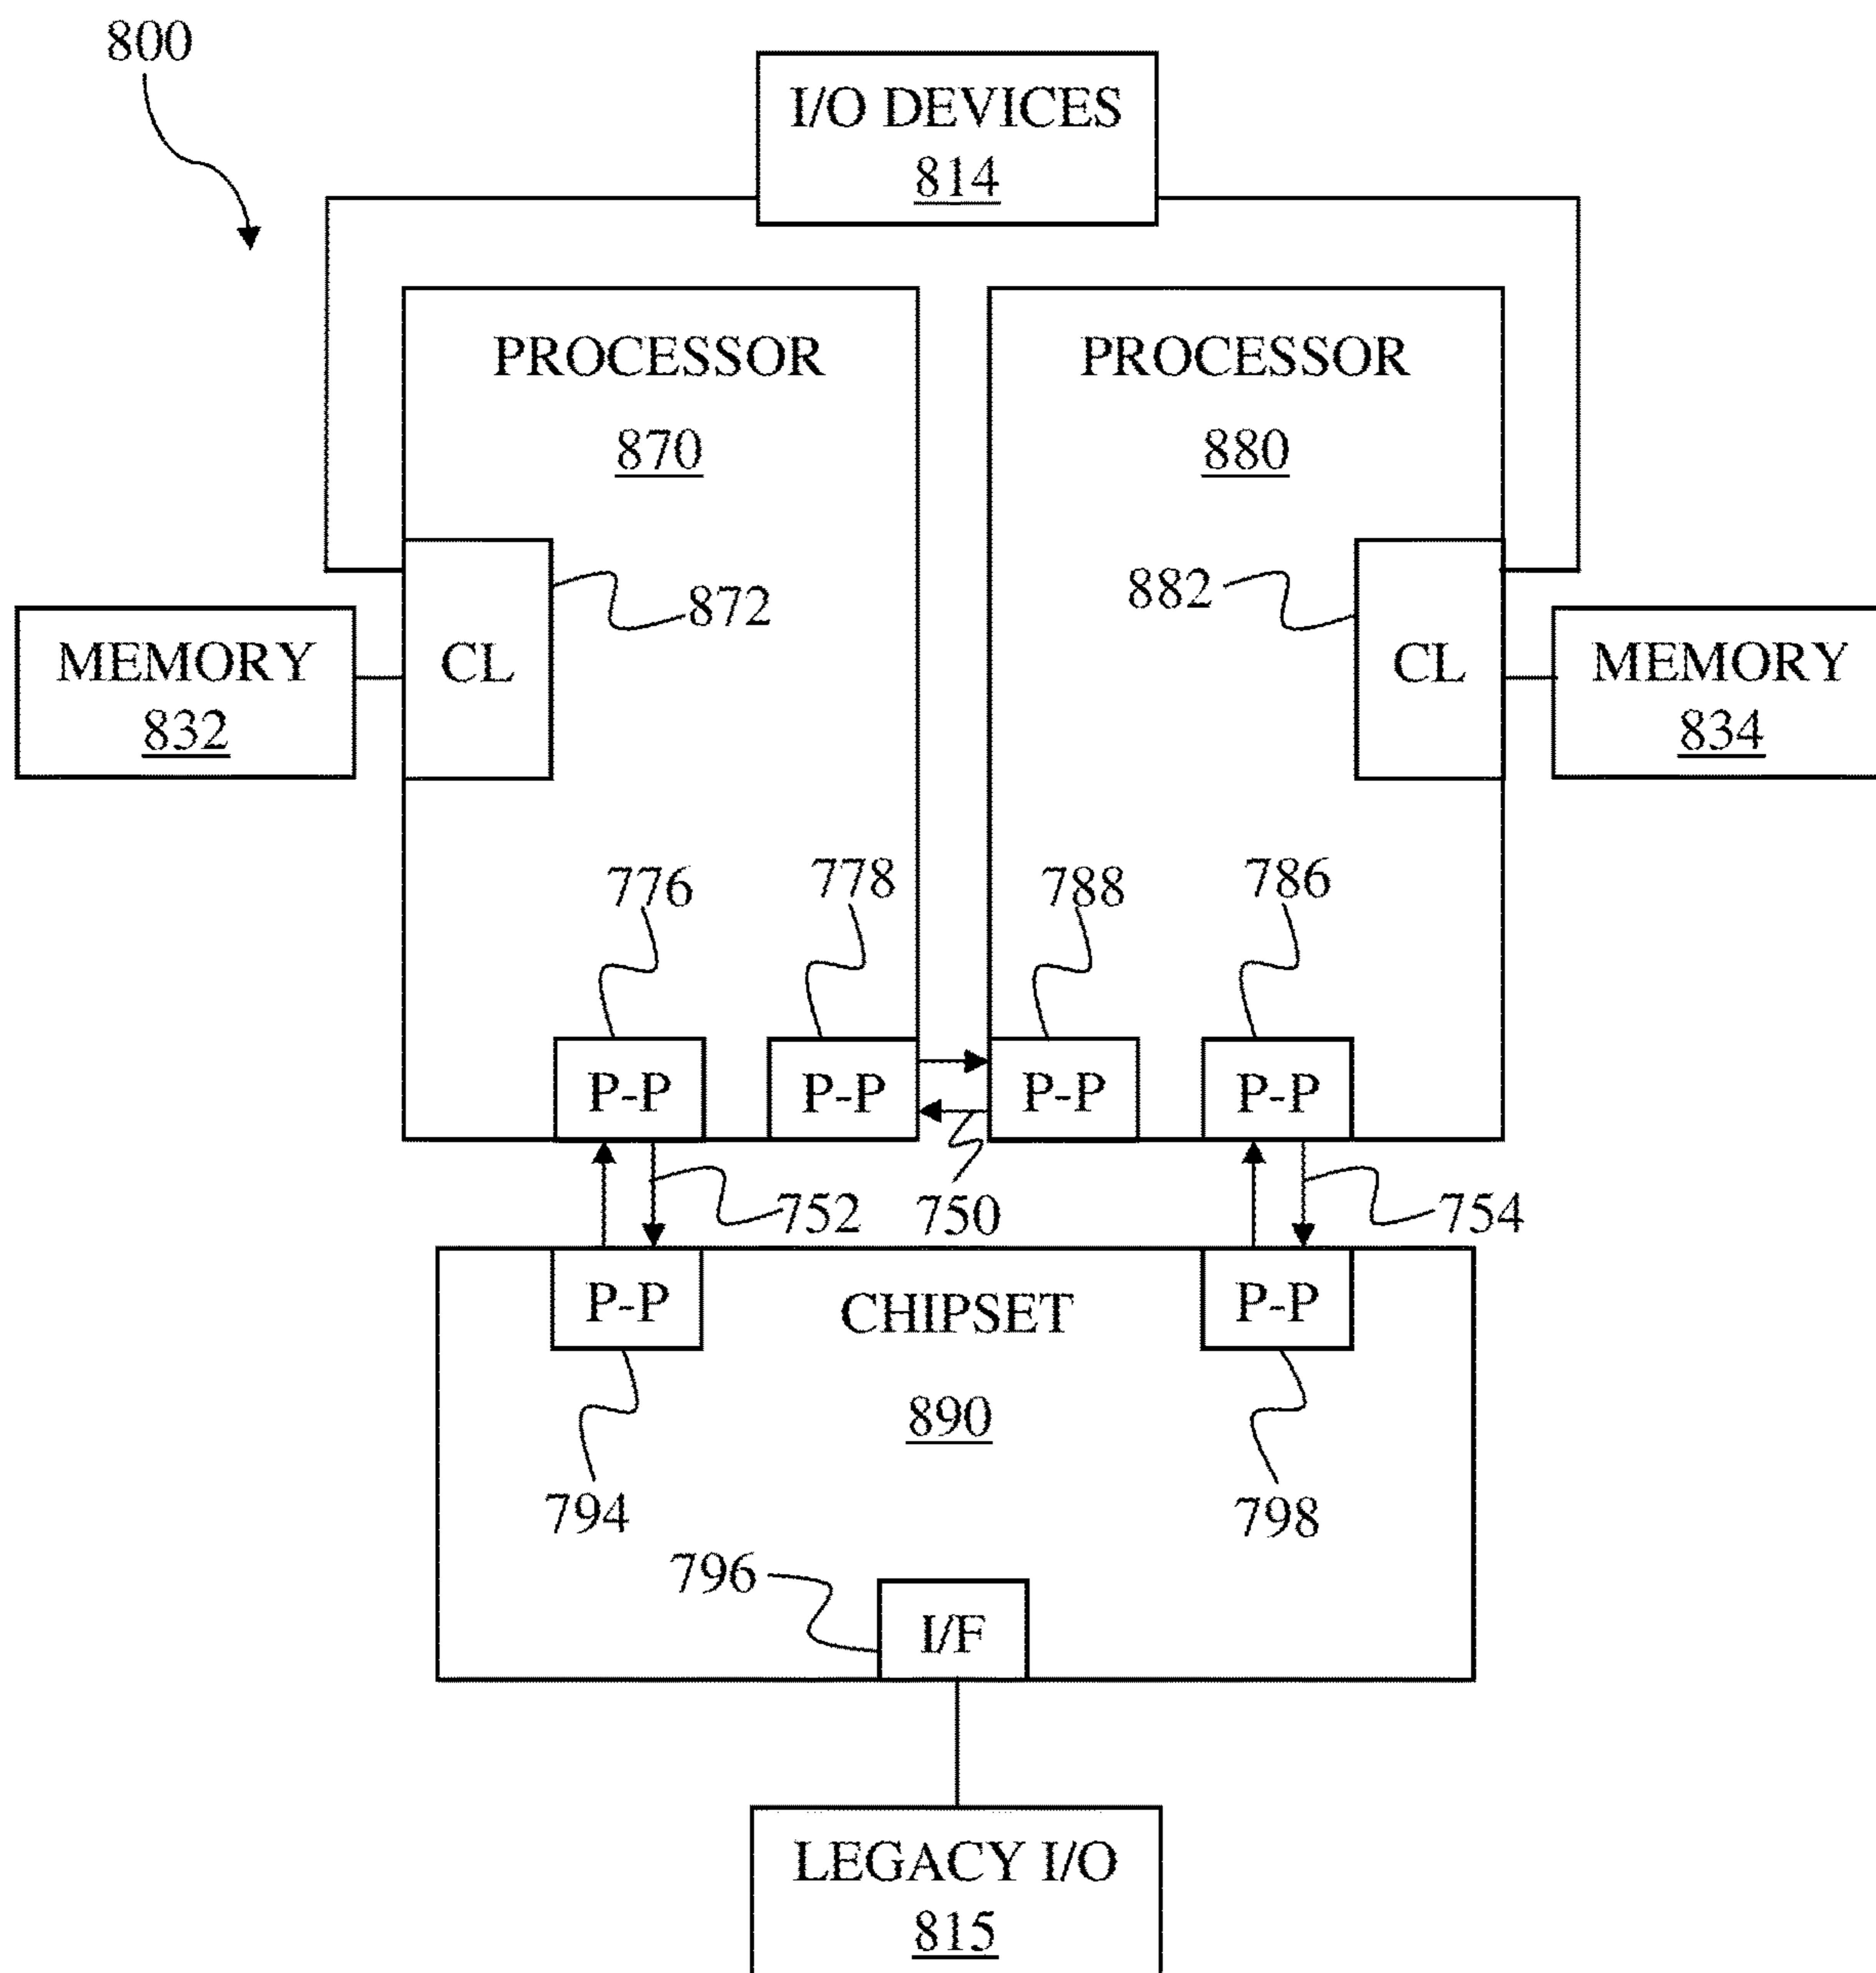 800
I/O DEVICES
814
PROCESSOR
870
PROCESSOR
880
872
882
MEMORY
832
CL
CL
MEMORY
834
776
778
788
786
P-P
P-P
P-P
P-P
752
750
754
P-P
CHIPSET
P-P
890
794
798
796
I/F
LEGACY I/O
815